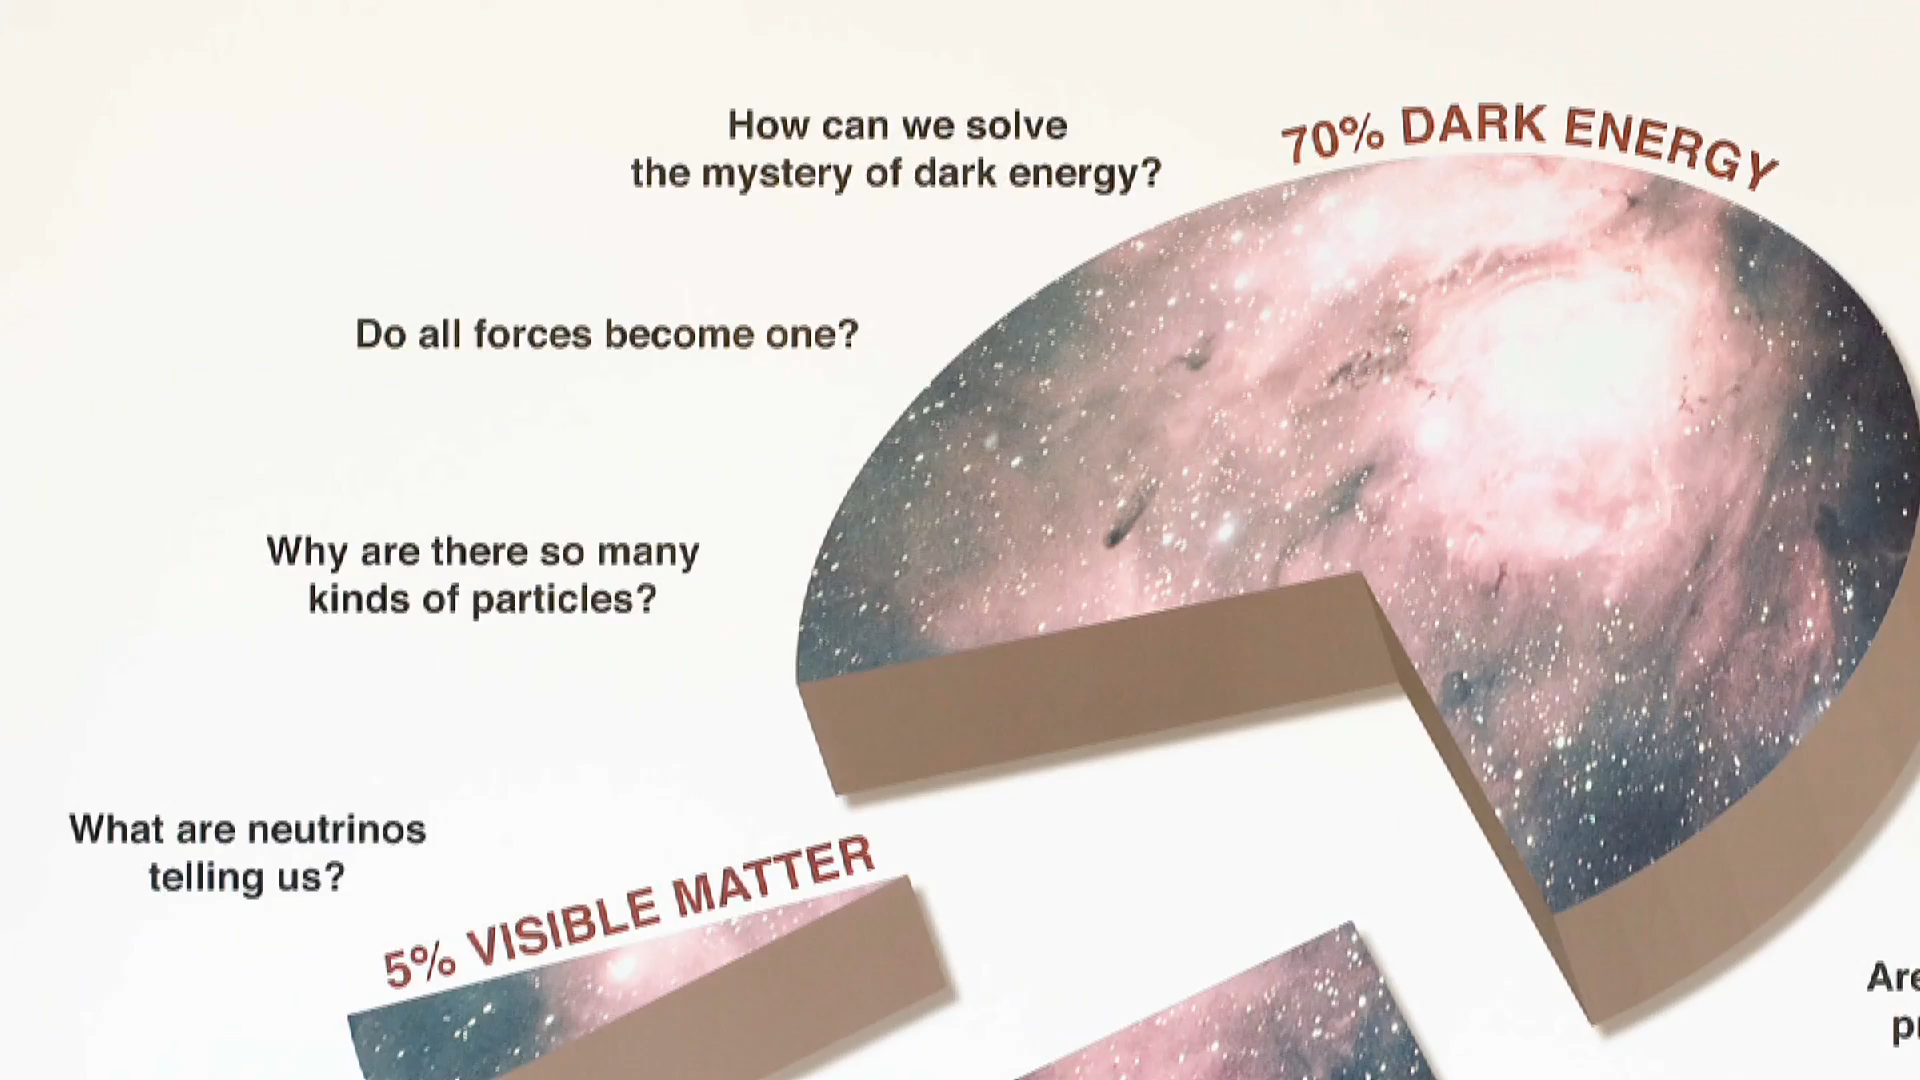 How can we solve
the mystery of dark energy?
70% DARK ENERGY
Do all forces become one?
Why are there so many
kinds of particles?
What are neutrinos
telling us?
5% VISIBLE MATTER